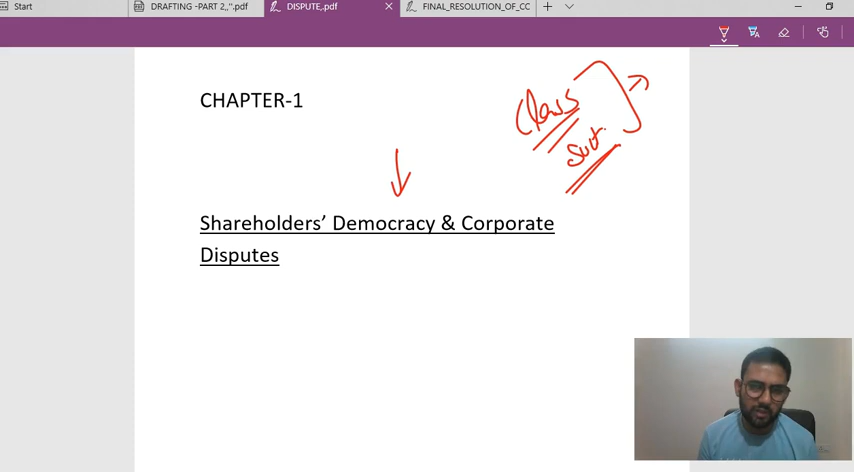 Start
DRAFTING -PART 2,,''.pdf
DISPUTE,.pdf
FINAL_RESOLUTION_OF_CC
CHAPTER-1
class
suit
Shareholders’ Democracy & Corporate
Disputes